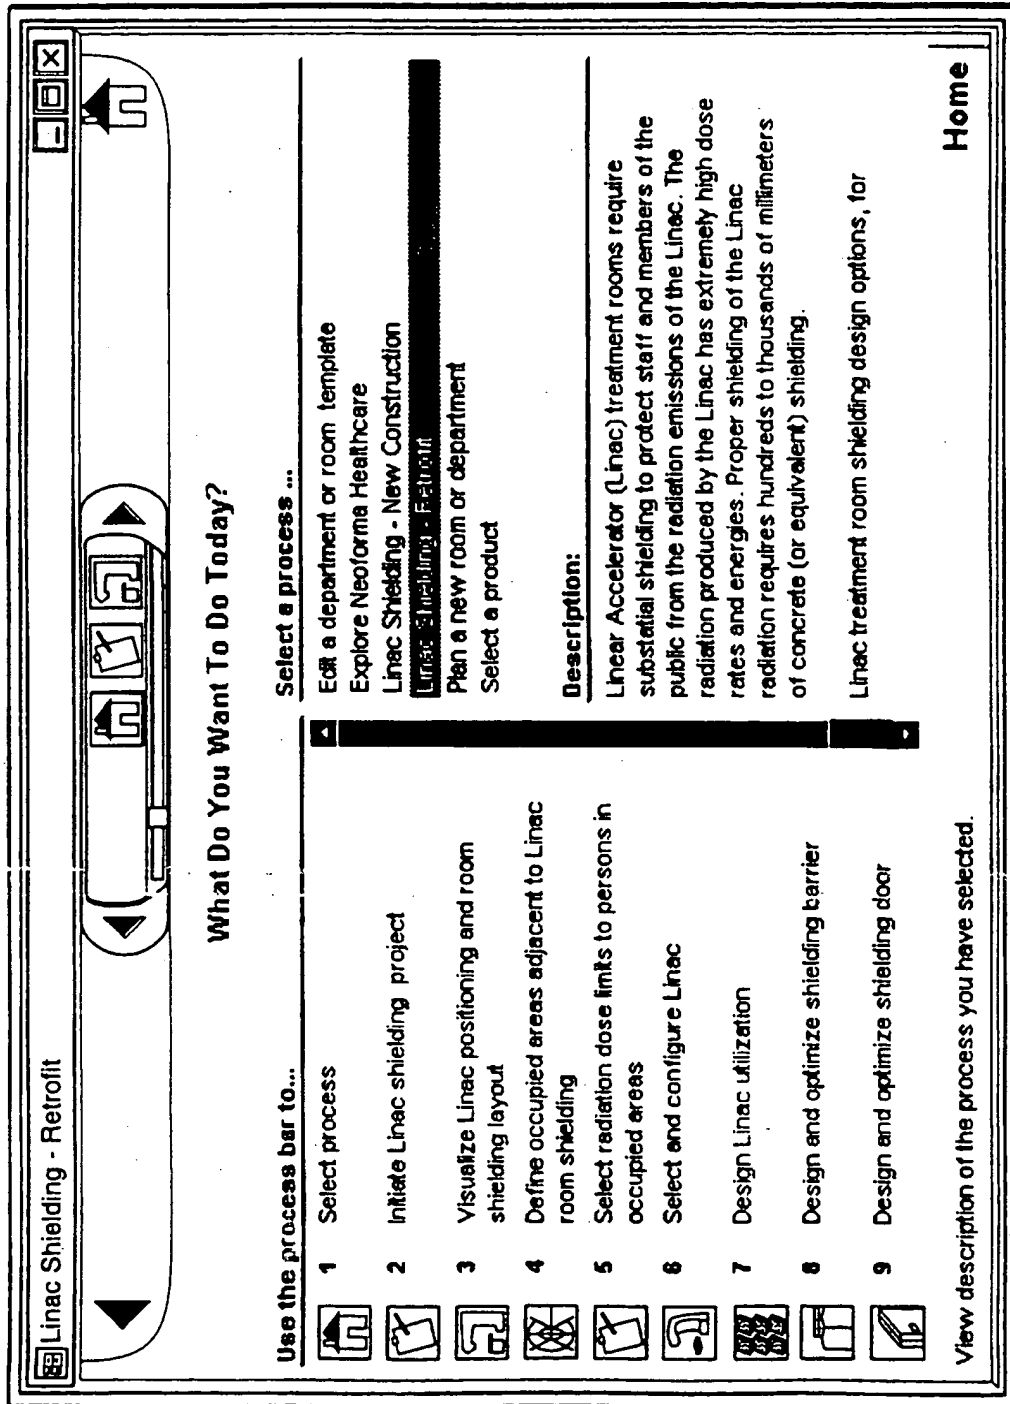 Linac Shielding - Retrofit
What Do You Want To Do Today?
Use the process bar to...
1 Select process
2 Initiate Linac shielding project
3 Visualize Linac positioning and room
shielding layout
4 Define occupied areas adjacent to Linac
room shielding
5 Select radiation dose limits to persons in
occupied areas
6 Select and configure Linac
7 Design Linac utilization
8 Design and optimize shielding barrier
9 Design and optimize shielding door
Select a process ...
Edit a department or room template
Explore Neoforma Healthcare
Linac Shielding - New Construction
Linac Shielding - Retrofit
Plan a new room or department
Select a product
Description:
Linear Accelerator (Linac) treatment rooms require
substatial shielding to protect staff and members of the
public from the radiation emissions of the Linac. The
radiation produced by the Linac has extremely high dose
rates and energies. Proper shielding of the Linac
radiation requires hundreds to thousands of millimeters
of concrete (or equivalent) shielding.
Linac treatment room shielding design options, for
View description of the process you have selected.
Home